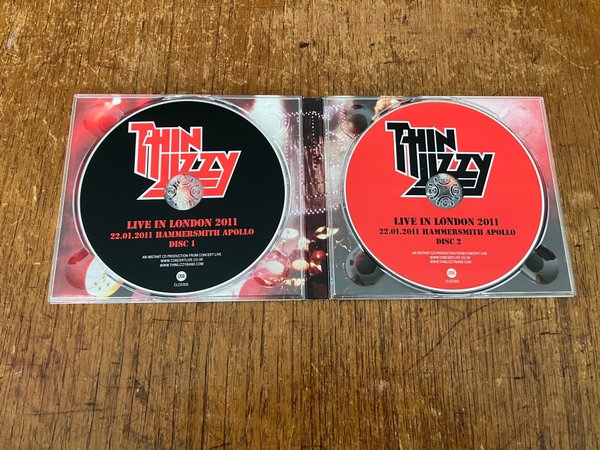 THIN
LIZZY
LIVE IN LONDON 2011
22.01.2011 HAMMERSMITH APOLLO
DISC 1
AN INSTANT CD PRODUCTION FROM CONCERT LIVE
WWW.CONCERTLIVE.CO.UK
WWW.THINLIZZYBAND.COM
CLCD365
THIN
LIZZY
LIVE IN LONDON 2011
22.01.2011 HAMMERSMITH APOLLO
DISC 2
AN INSTANT CD PRODUCTION FROM CONCERT LIVE
WWW.CONCERTLIVE.CO.UK
WWW.THINLIZZYBAND.COM
CLCD365